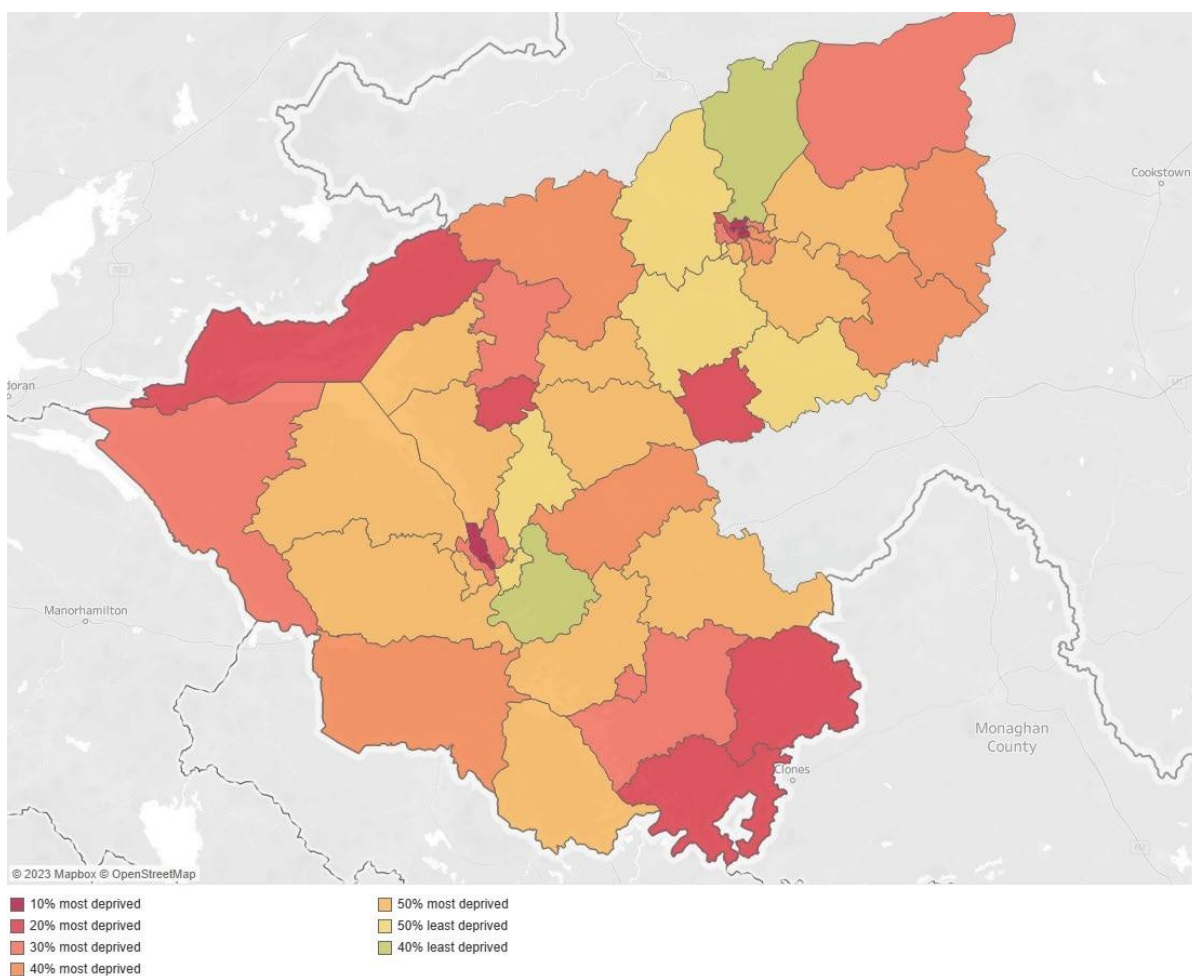 Cookstown
doran
Manorhamilton
Monaghan
County
Clones
© 2023 Mapbox © OpenStreetMap
10% most deprived
20% most deprived
30% most deprived
40% most deprived
50% most deprived
50% least deprived
40% least deprived